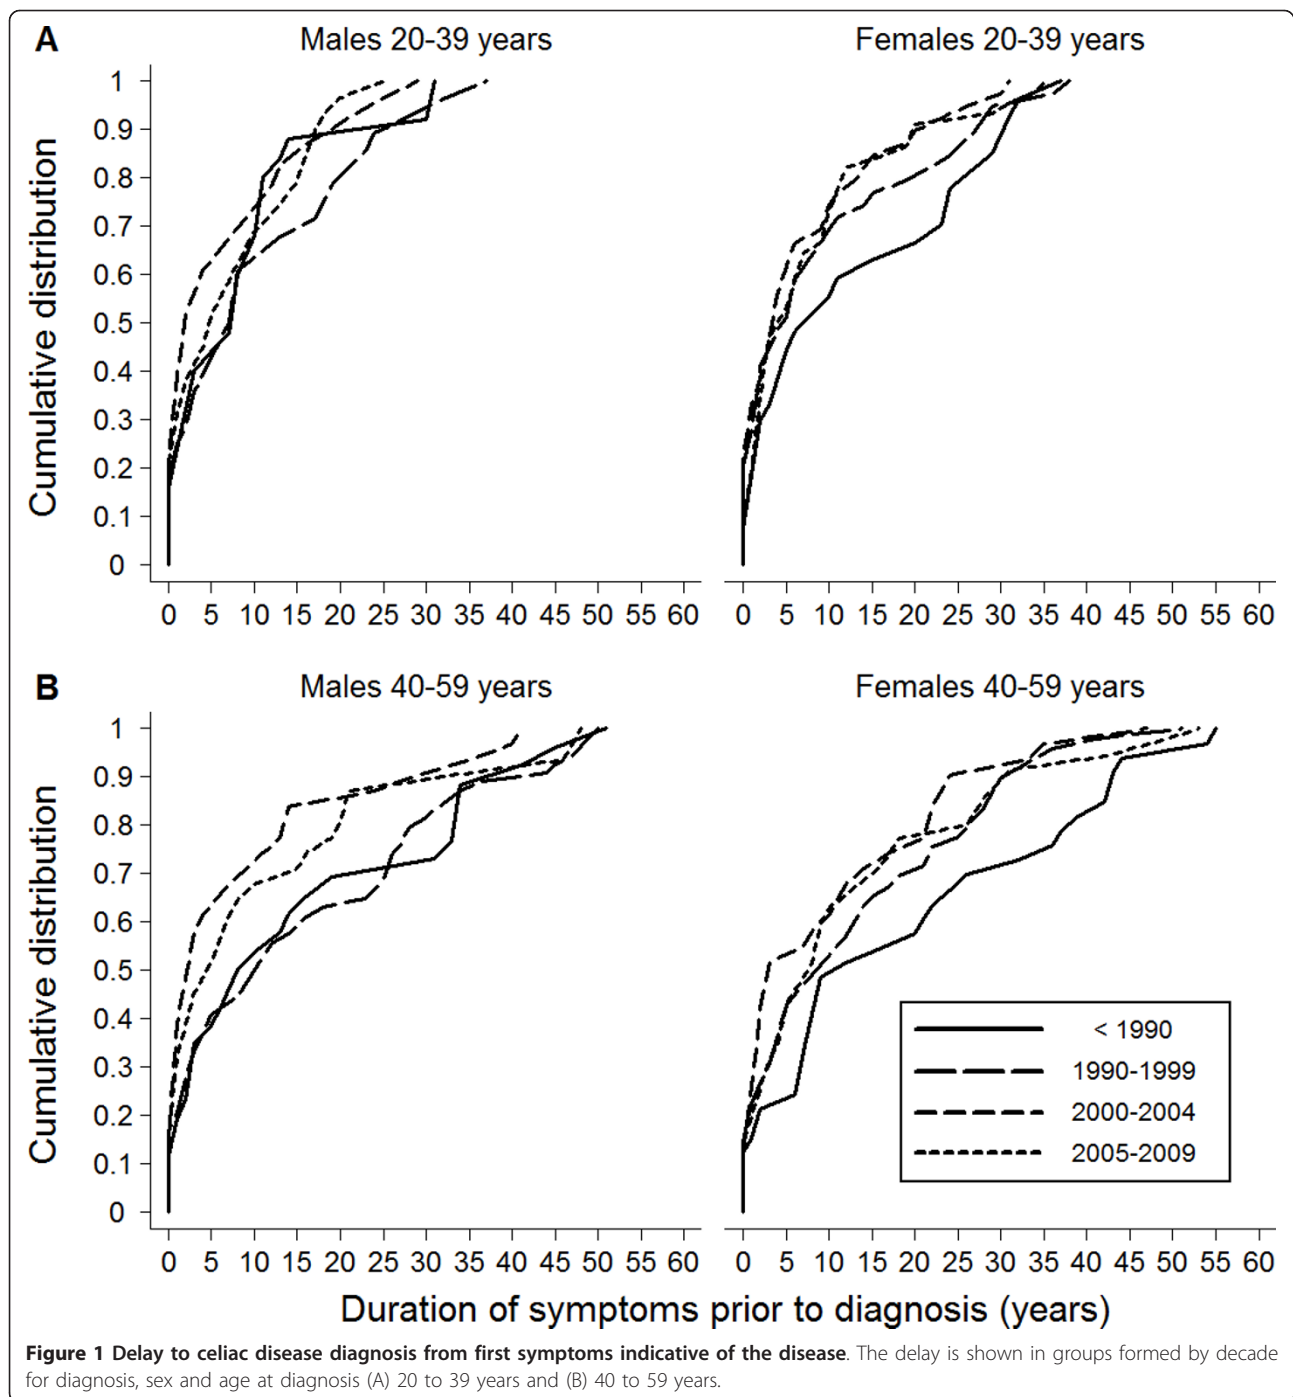 A
Males 20-39 years
Females 20-39 years
Cumulative distribution
1
0.9
0.8
0.7
0.6
0.5
0.4
0.3
0.2
0.1
0
0 5 10 15 20 25 30 35 40 45 50 55 60
0 5 10 15 20 25 30 35 40 45 50 55 60
B
Males 40-59 years
Females 40-59 years
Cumulative distribution
1
0.9
0.8
0.7
0.6
0.5
0.4
0.3
0.2
0.1
0
< 1990
1990-1999
2000-2004
2005-2009
0 5 10 15 20 25 30 35 40 45 50 55 60
0 5 10 15 20 25 30 35 40 45 50 55 60
Duration of symptoms prior to diagnosis (years)
Figure 1 Delay to celiac disease diagnosis from first symptoms indicative of the disease. The delay is shown in groups formed by decade
for diagnosis, sex and age at diagnosis (A) 20 to 39 years and (B) 40 to 59 years.